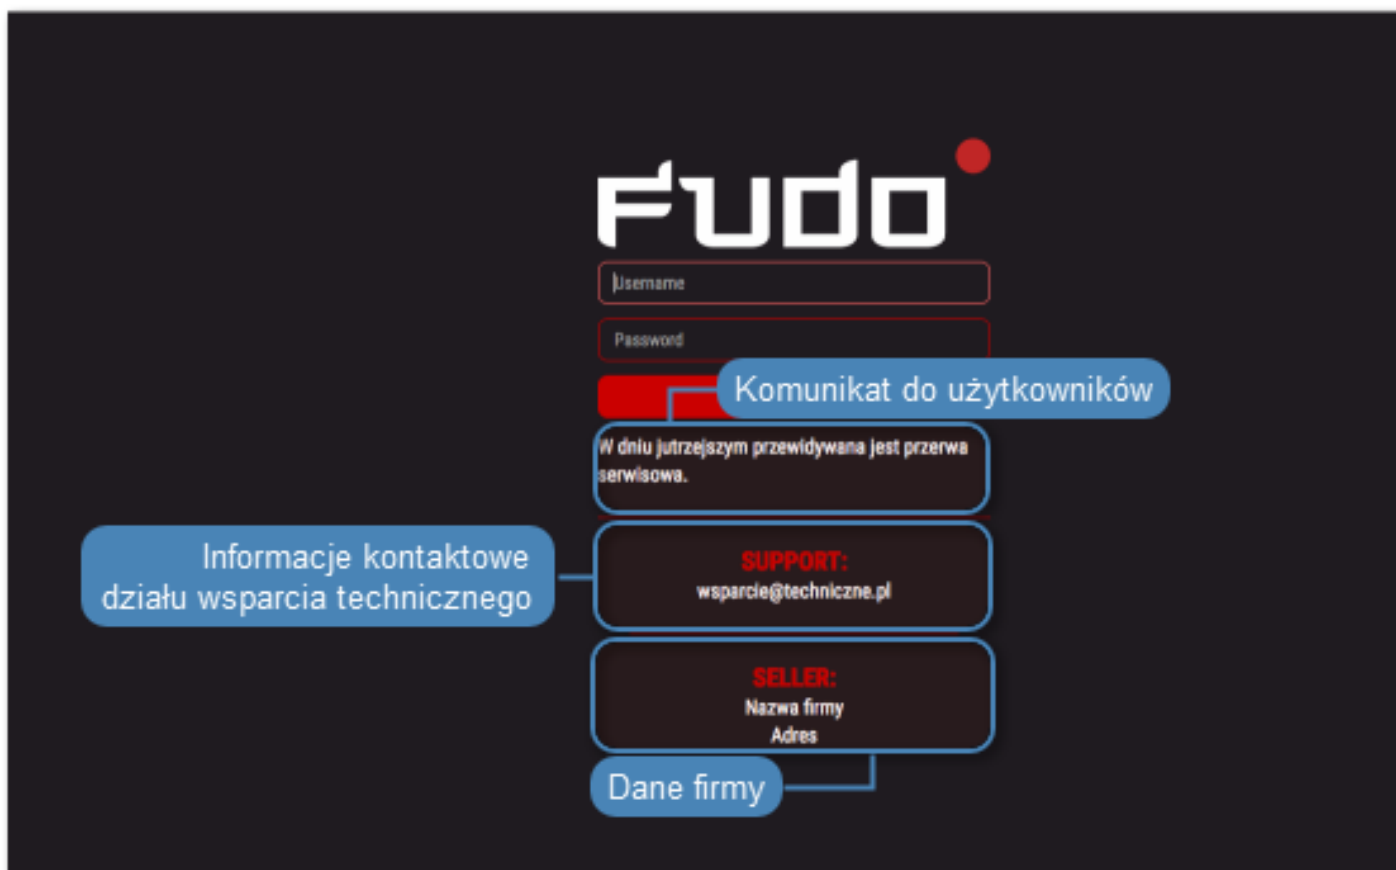 Fudo
Username
Password
Komunikat do użytkowników
W dniu jutrzejszym przewidywana jest przerwa
serwisowa.
Informacje kontaktowe
działu wsparcia technicznego
SUPPORT:
wsparcie@techniczne.pl
SELLER:
Nazwa firmy
Adres
Dane firmy